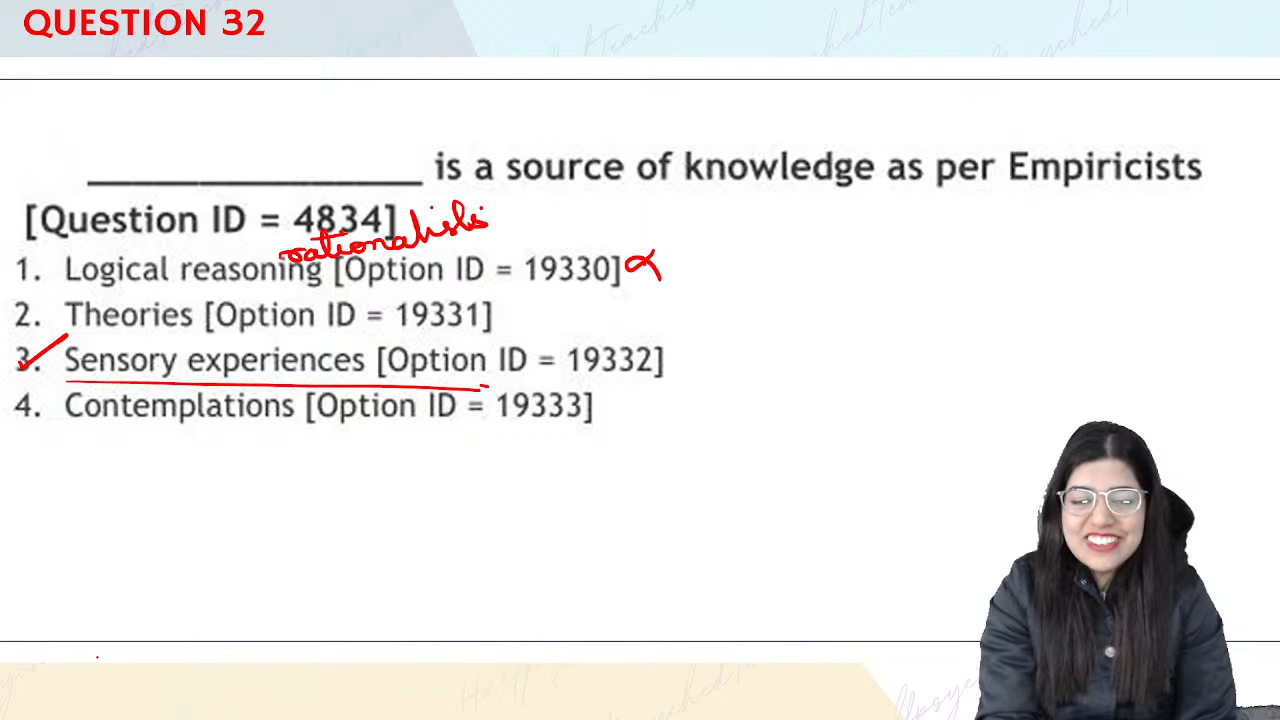 QUESTION 32
________________ is a source of knowledge as per Empiricists
[Question ID = 4834]
rationalists
1. Logical reasoning [Option ID = 19330]
2. Theories [Option ID = 19331]
3. Sensory experiences [Option ID = 19332]
4. Contemplations [Option ID = 19333]